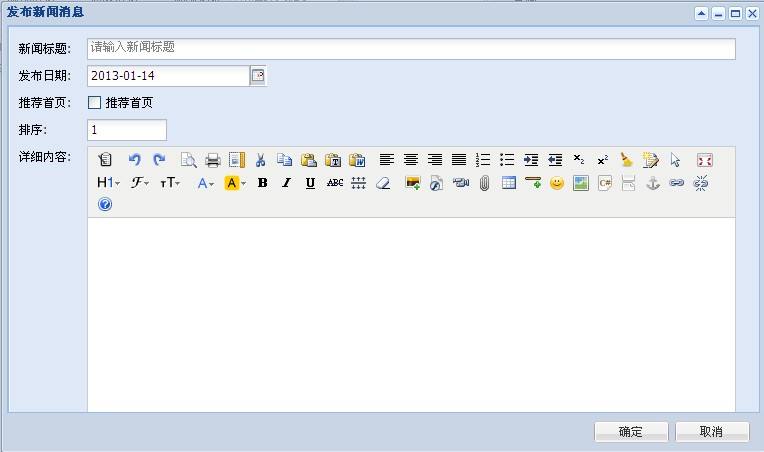 发布新闻消息
新闻标题: 请输入新闻标题
发布日期: 2013-01-14
推荐首页: 推荐首页
排序: 1
详细内容:
H1 F TT A A B I U ABC
C#
确定 取消